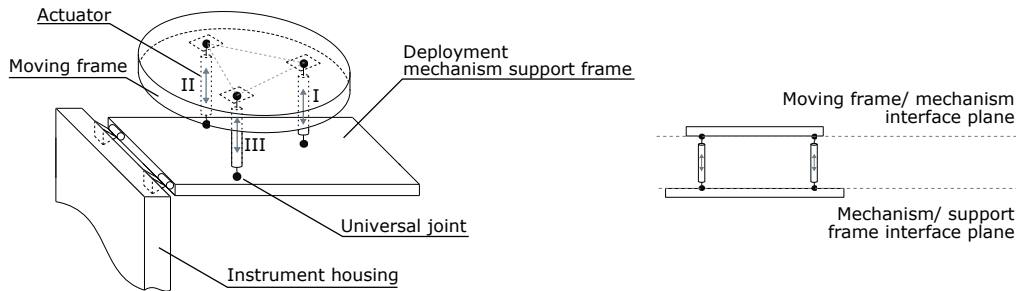 Actuator
Moving frame
II
I
III
Deployment
mechanism support frame
Universal joint
Instrument housing
Moving frame/ mechanism
interface plane
Mechanism/ support
frame interface plane